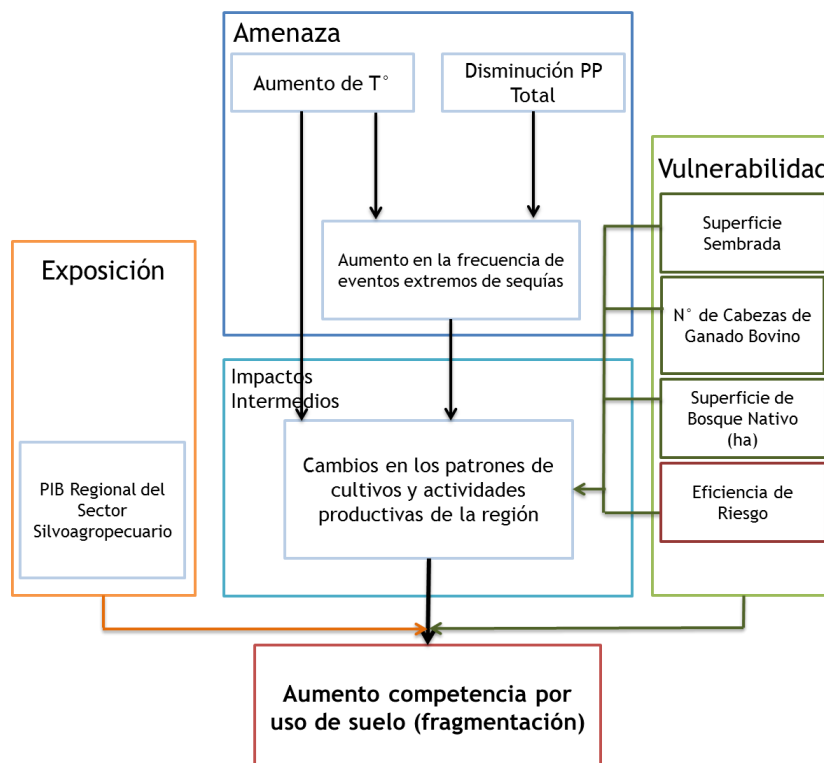 Amenaza
Aumento de T°
Disminución PP
Total
Aumento en la frecuencia de
eventos extremos de sequías
Exposición
PIB Regional del
Sector
Silvoagropecuario
Impactos
Intermedios
Cambios en los patrones de
cultivos y actividades
productivas de la región
Vulnerabilidad
Superficie
Sembrada
N° de Cabezas de
Ganado Bovino
Superficie de
Bosque Nativo
(ha)
Eficiencia de
Riesgo
Aumento competencia por
uso de suelo (fragmentación)